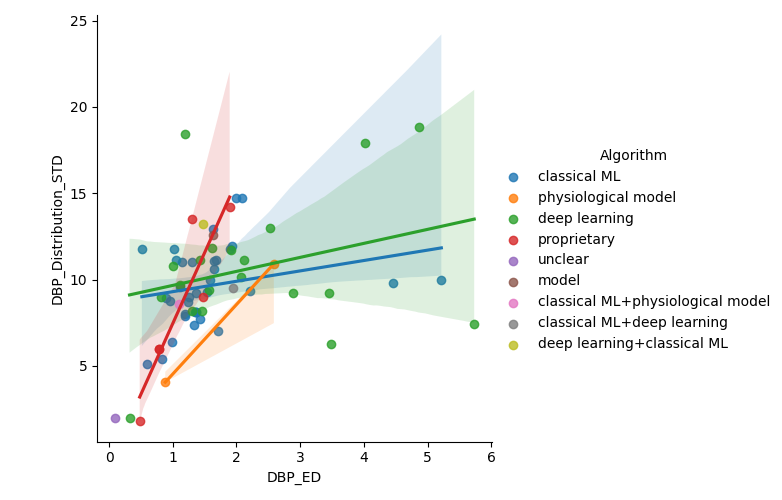 25
20
15
10
5
0 1 2 3 4 5 6
DBP_Distribution_STD
DBP_ED
Algorithm
classical ML
physiological model
deep learning
proprietary
unclear
model
classical ML+physiological model
classical ML+deep learning
deep learning+classical ML